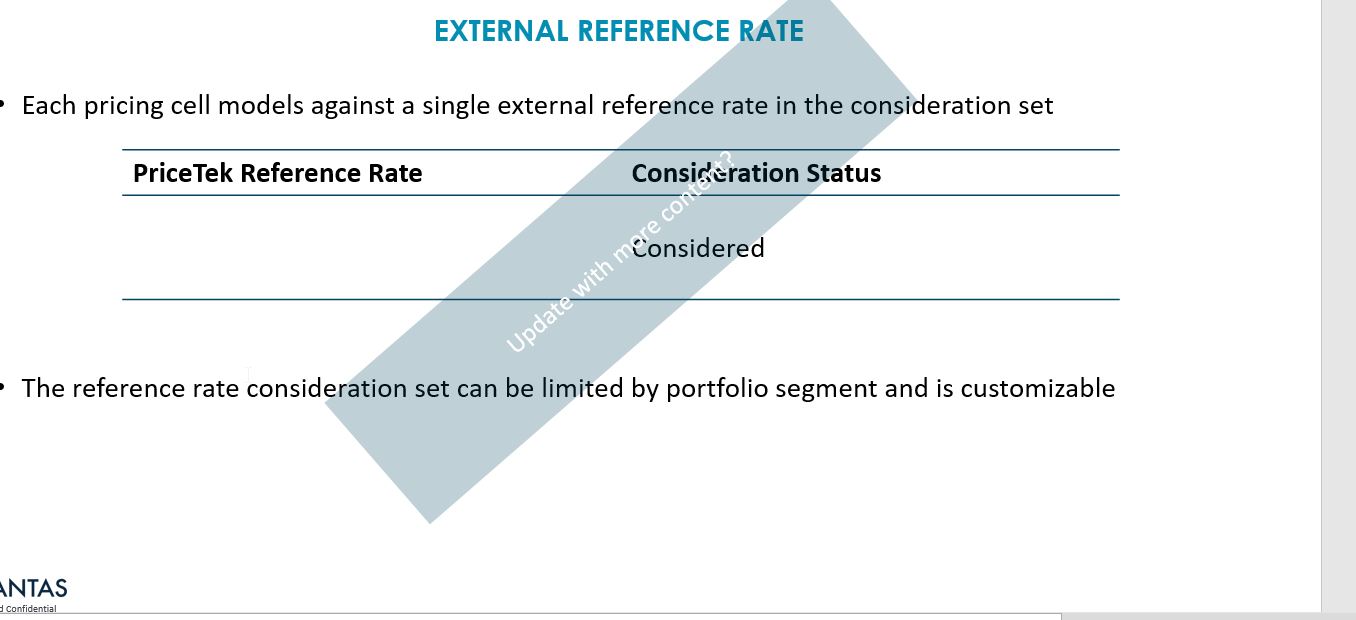 EXTERNAL REFERENCE RATE
• Each pricing cell models against a single external reference rate in the consideration set
PriceTek Reference Rate Consideration Status
Considered
Update with more content?
• The reference rate consideration set can be limited by portfolio segment and is customizable
ANTAS
d Confidential